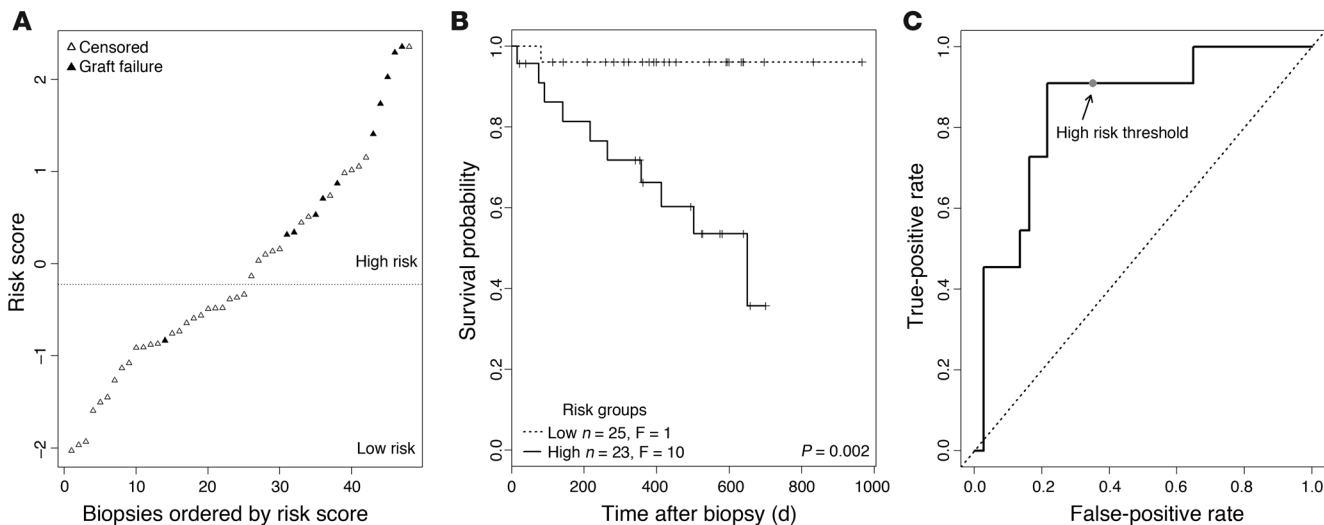 A
△ Censored
▲ Graft failure
High risk
Low risk
Risk score
2
1
0
−1
−2
0 10 20 30 40
Biopsies ordered by risk score
B
Survival probability
1.0
0.8
0.6
0.4
0.2
0.0
Risk groups
Low n = 25, F = 1
High n = 23, F = 10
P = 0.002
0 200 400 600 800 1000
Time after biopsy (d)
C
True-positive rate
1.0
0.8
0.6
0.4
0.2
0.0
High risk threshold
0.0 0.2 0.4 0.6 0.8 1.0
False-positive rate